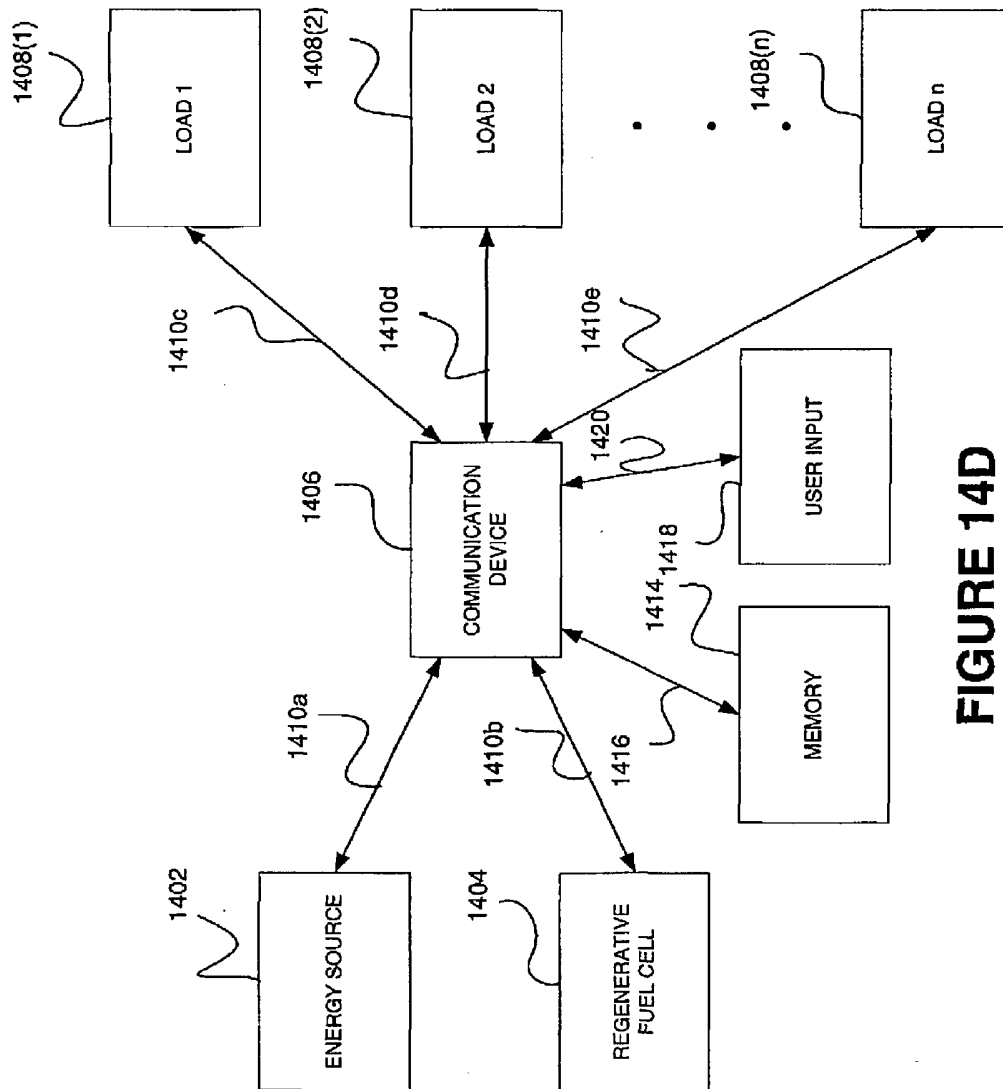 1402
ENERGY SOURCE
1404
REGENERATIVE
FUEL CELL
1410a
1410b
1406
COMMUNICATION
DEVICE
1416
1414
MEMORY
1418
USER INPUT
1420
1410c
1410d
1410e
1408(1)
LOAD 1
1408(2)
LOAD 2
1408(n)
LOAD n
FIGURE 14D